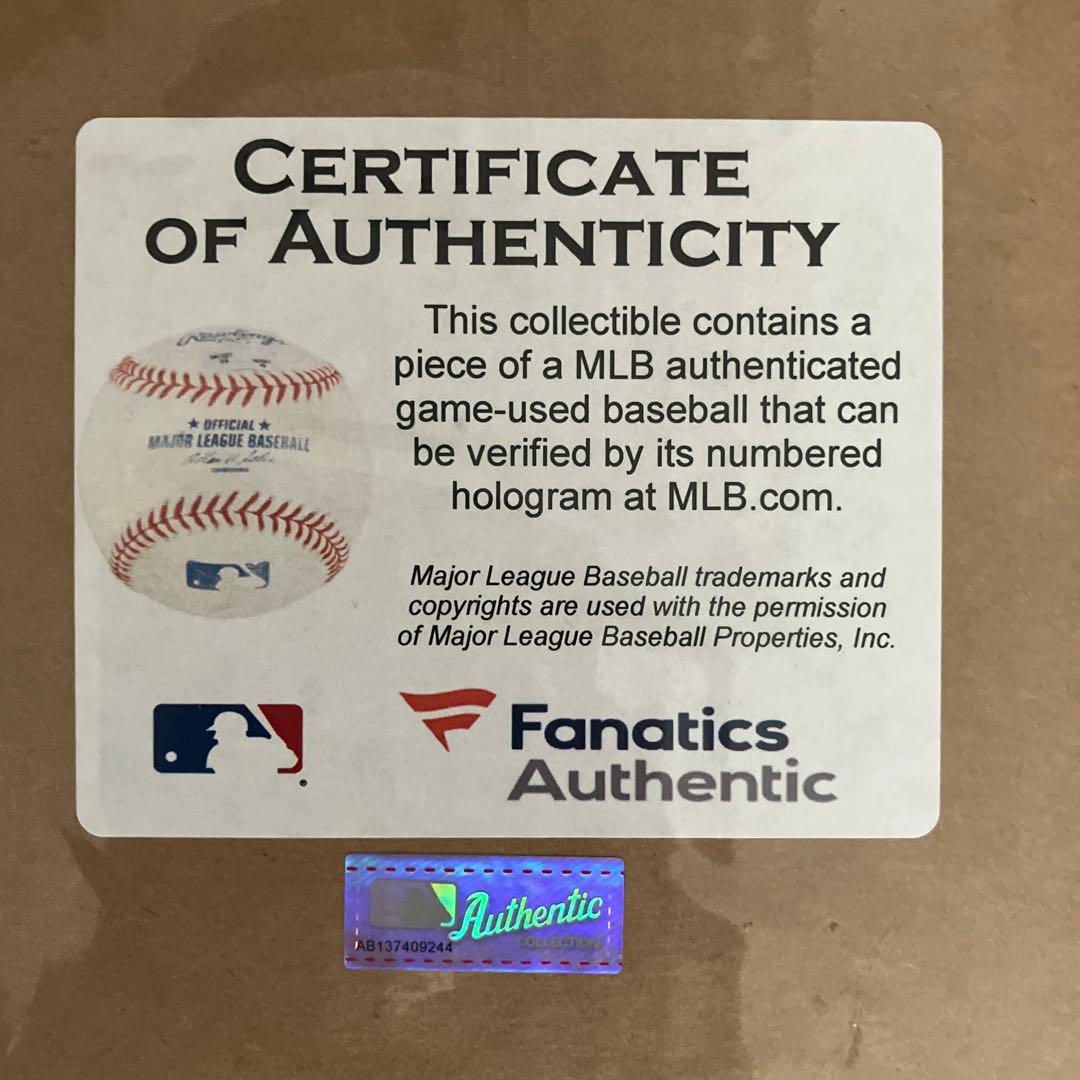 CERTIFICATE
OF AUTHENTICITY
This collectible contains a
piece of a MLB authenticated
game-used baseball that can
be verified by its numbered
hologram at MLB.com.
Rawlings
★ OFFICIAL ★
MAJOR LEAGUE BASEBALL
Major League Baseball trademarks and
copyrights are used with the permission
of Major League Baseball Properties, Inc.
Fanatics
Authentic
Authentic
COLLECTION
AB137409244